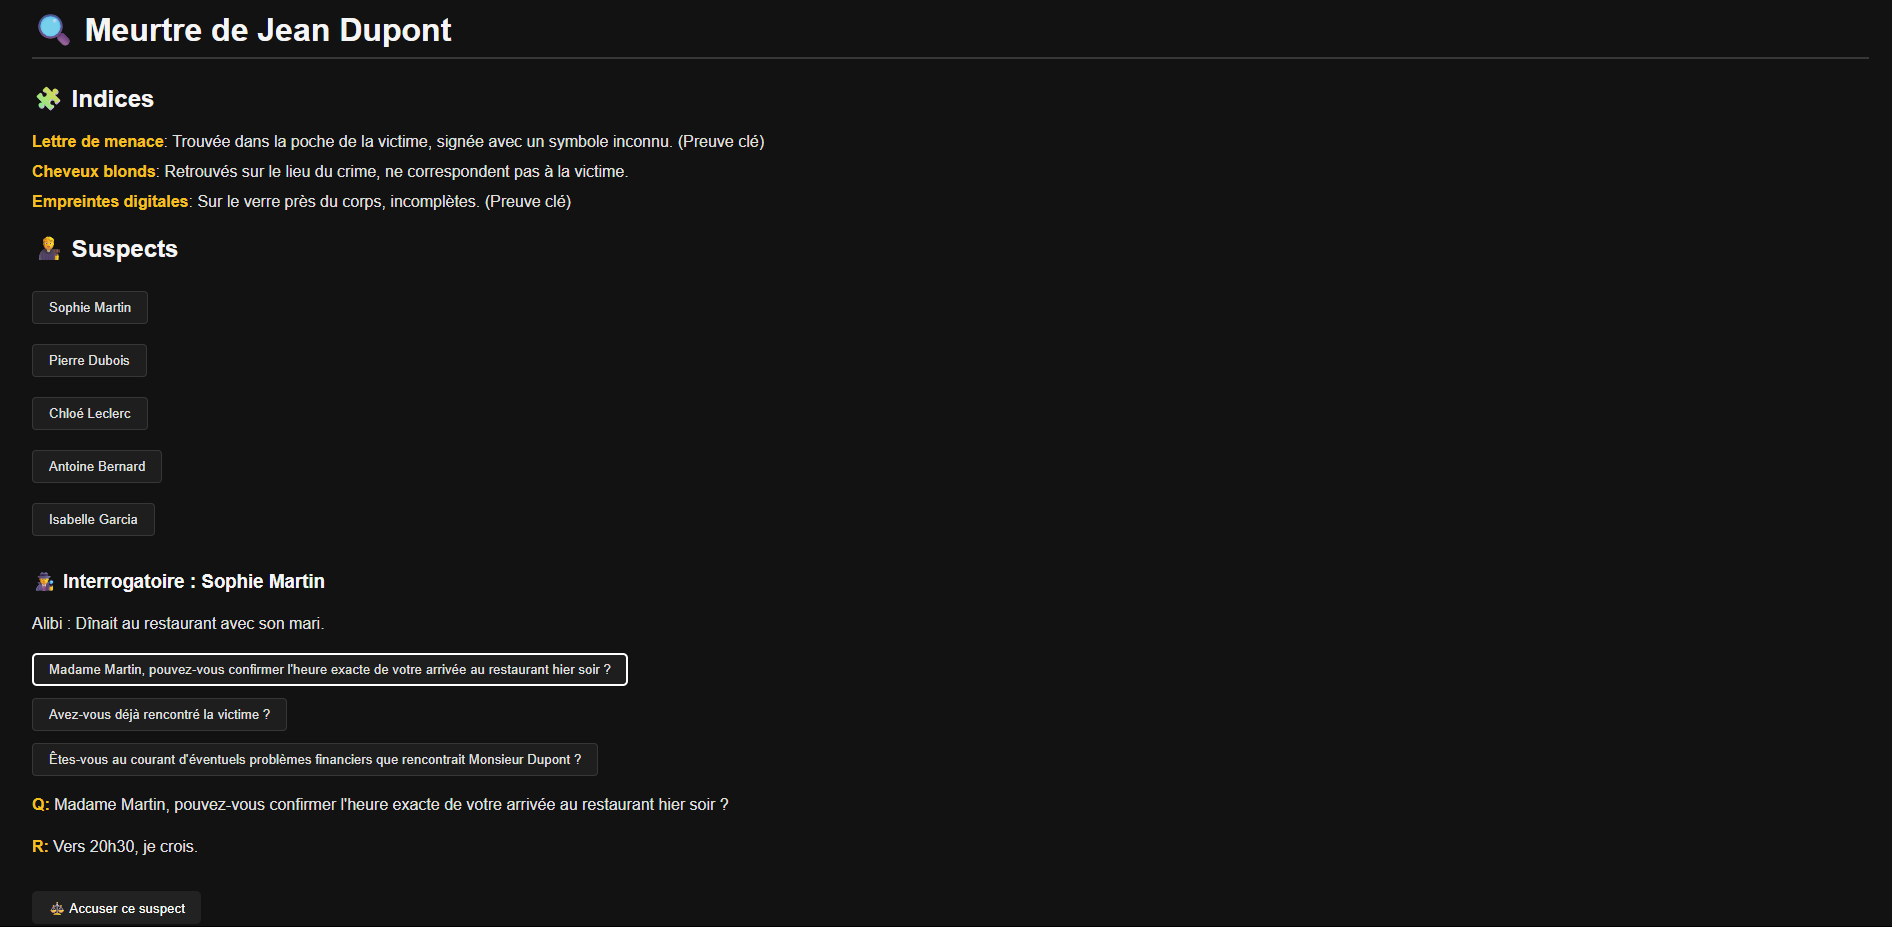 Meurtre de Jean Dupont
Indices
Lettre de menace: Trouvée dans la poche de la victime, signée avec un symbole inconnu. (Preuve clé)
Cheveux blonds: Retrouvés sur le lieu du crime, ne correspondent pas à la victime.
Empreintes digitales: Sur le verre près du corps, incomplètes. (Preuve clé)
Suspects
Sophie Martin
Pierre Dubois
Chloé Leclerc
Antoine Bernard
Isabelle Garcia
Interrogatoire : Sophie Martin
Alibi : Dînait au restaurant avec son mari.
Madame Martin, pouvez-vous confirmer l'heure exacte de votre arrivée au restaurant hier soir ?
Avez-vous déjà rencontré la victime ?
Êtes-vous au courant d'éventuels problèmes financiers que rencontrait Monsieur Dupont ?
Q: Madame Martin, pouvez-vous confirmer l'heure exacte de votre arrivée au restaurant hier soir ?
R: Vers 20h30, je crois.
Accuser ce suspect